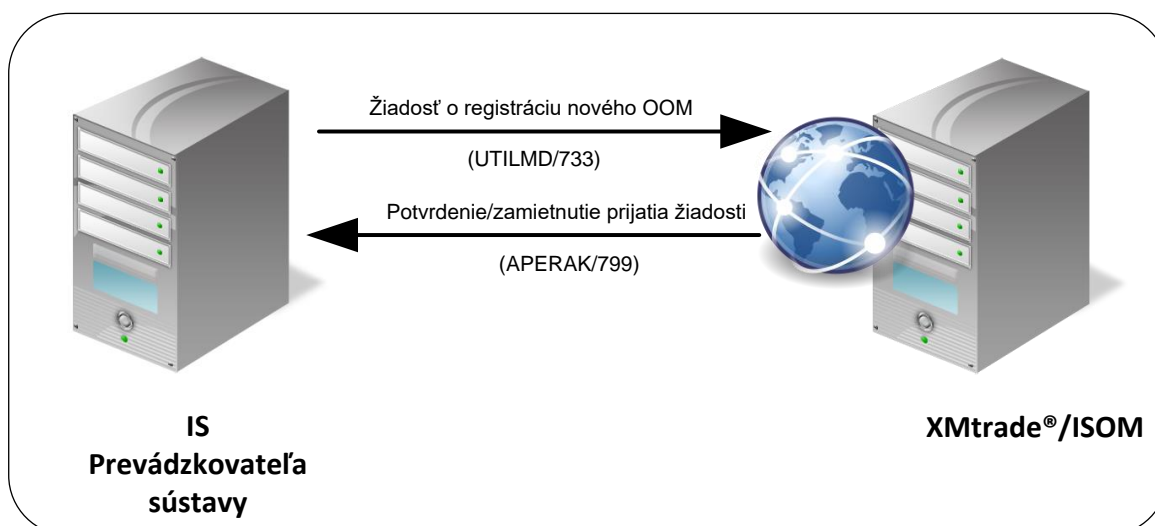 Žiadosť o registráciu nového OOM
(UTILMD/733)
Potvrdenie/zamietnutie prijatia žiadosti
(APERAK/799)
IS
Prevádzkovateľa
sústavy
XMtrade®/ISOM